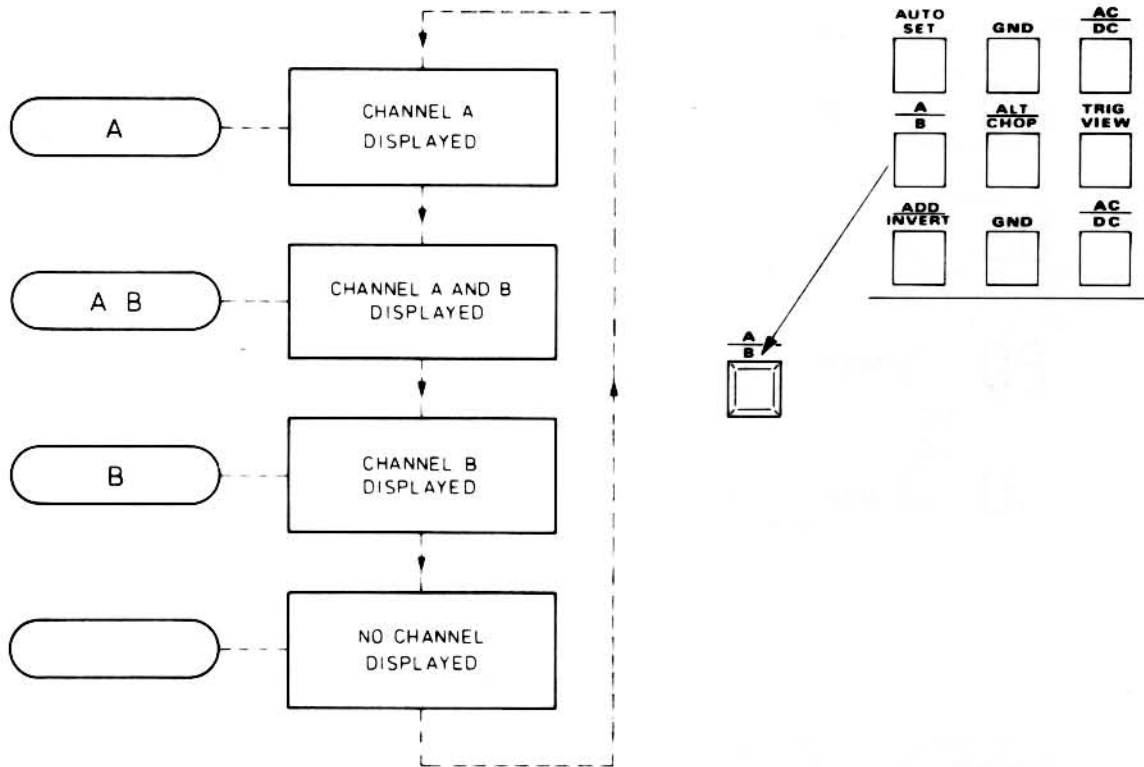 A
CHANNEL A
DISPLAYED
A B
CHANNEL A AND B
DISPLAYED
B
CHANNEL B
DISPLAYED
NO CHANNEL
DISPLAYED
AUTO
SET
GND
AC
DC
A
B
ALT
CHOP
TRIG
VIEW
ADD
INVERT
GND
AC
DC
A
B